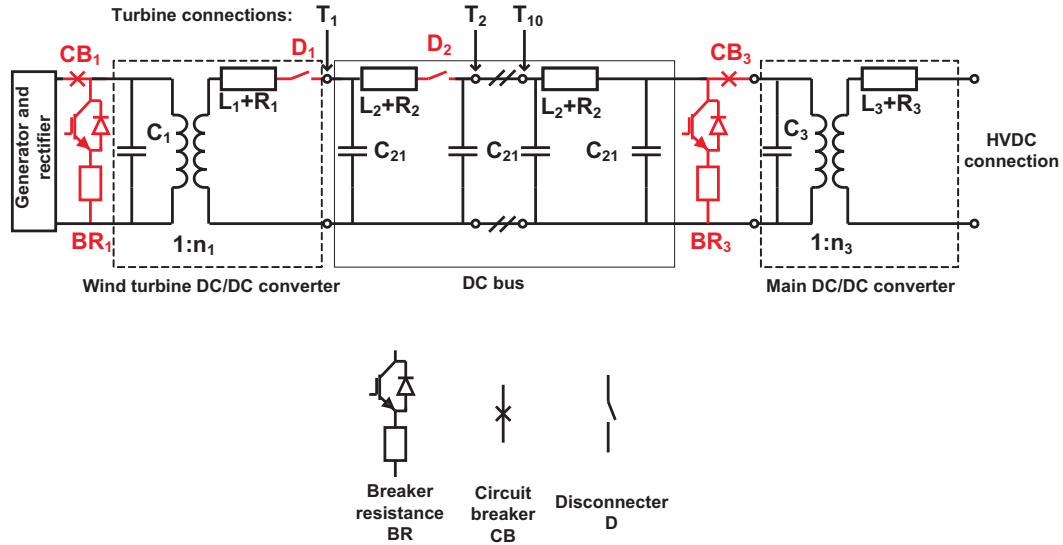 Turbine connections:
T1
T2
T10
CB1
D1
D2
CB3
L1+R1
L2+R2
L2+R2
L3+R3
Generator and
rectifier
C1
C21
C21
C21
C3
HVDC
connection
BR1
1:n1
BR3
1:n3
Wind turbine DC/DC converter
DC bus
Main DC/DC converter
Breaker
resistance
BR
Circuit
breaker
CB
Disconnecter
D